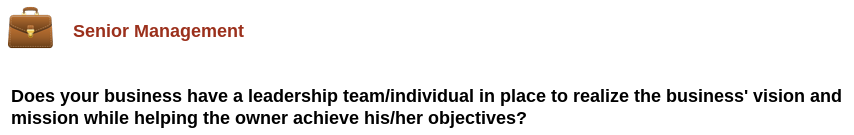 Senior Management
Does your business have a leadership team/individual in place to realize the business' vision and
mission while helping the owner achieve his/her objectives?